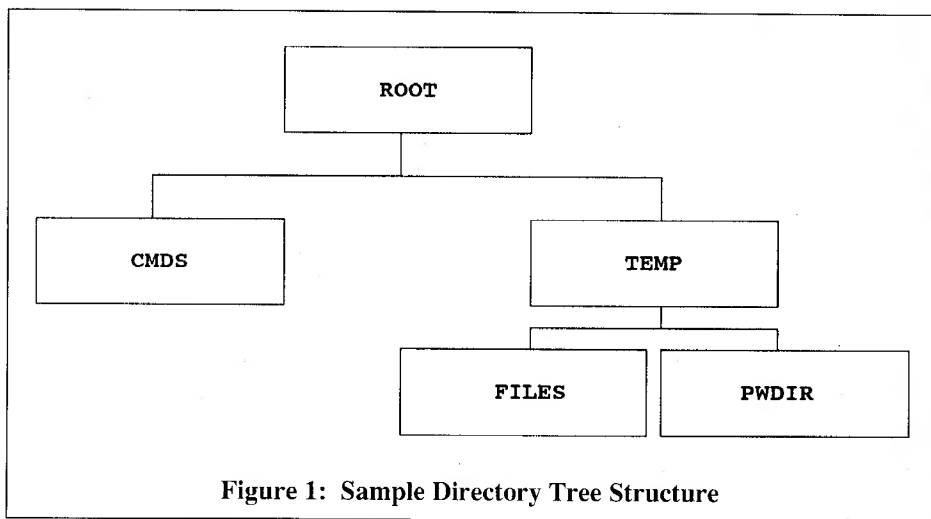 ROOT
CMDS
TEMP
FILES
PWDIR
Figure 1: Sample Directory Tree Structure